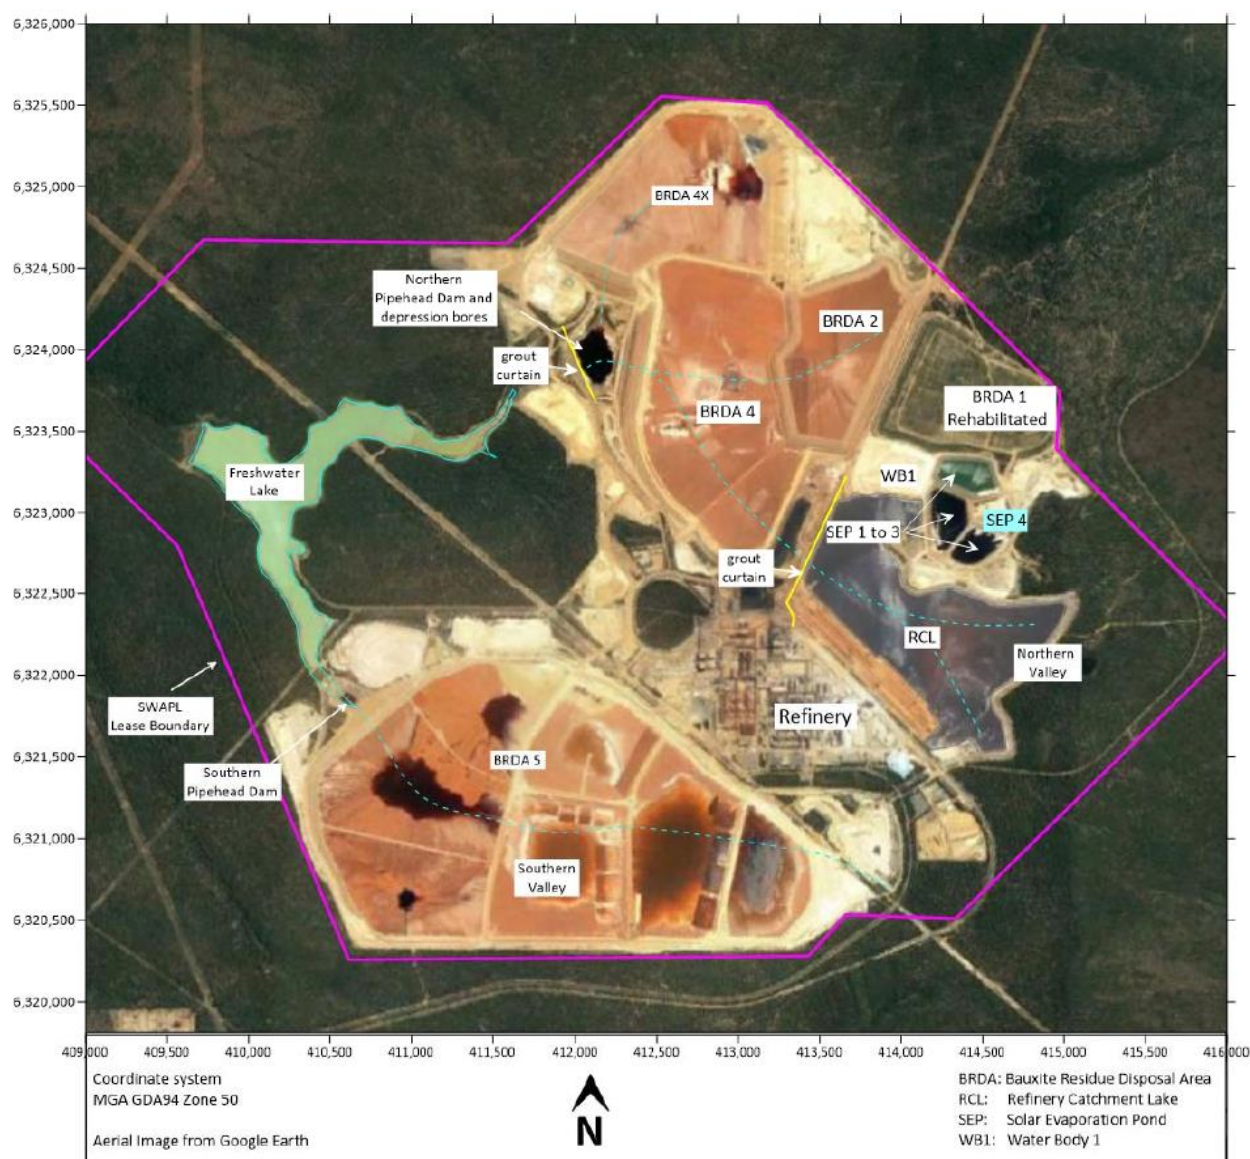 6,326,000
6,325,500
6,325,000
6,324,500
6,324,000
6,323,500
6,323,000
6,322,500
6,322,000
6,321,500
6,321,000
6,320,500
6,320,000
BRDA 4X
Northern
Pipehead Dam and
depression bores
BRDA 2
grout
curtain
BRDA 4
BRDA 1
Rehabilitated
Freshwater
Lake
WB1
SEP 4
SEP 1 to 3
grout
curtain
RCL
Northern
Valley
SWAPL
Lease Boundary
Refinery
BRDA 5
Southern
Pipehead Dam
Southern
Valley
409,000 409,500 410,000 410,500 411,000 411,500 412,000 412,500 413,000 413,500 414,000 414,500 415,000 415,500 416,000
Coordinate system
MGA GDA94 Zone 50
Aerial Image from Google Earth
N
BRDA: Bauxite Residue Disposal Area
RCL: Refinery Catchment Lake
SEP: Solar Evaporation Pond
WB1: Water Body 1